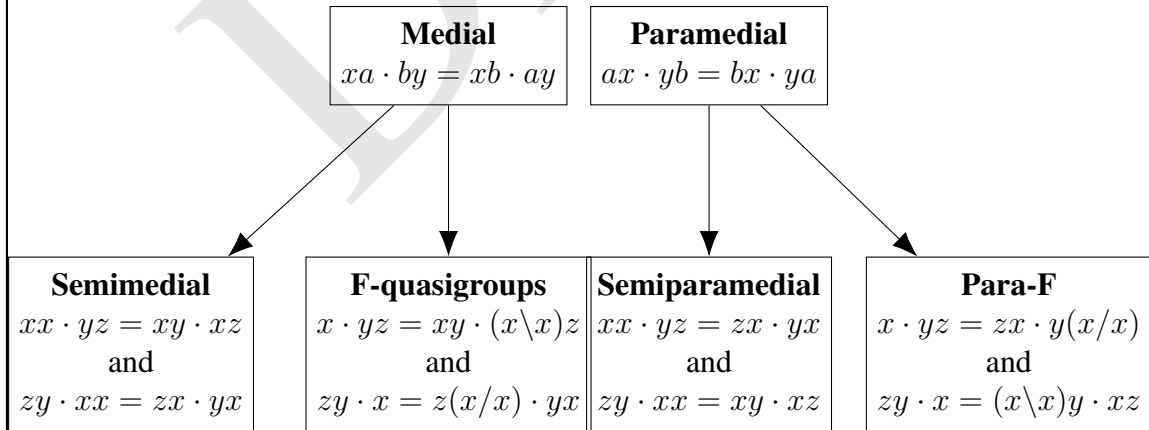 Medial
xa · by = xb · ay
Paramedial
ax · yb = bx · ya
Semimedial
xx · yz = xy · xz
and
zy · xx = zx · yx
F-quasigroups
x · yz = xy · (x\x)z
and
zy · x = z(x/x) · yx
Semiparamedial
xx · yz = zx · yx
and
zy · xx = xy · xz
Para-F
x · yz = zx · y(x/x)
and
zy · x = (x\x)y · xz